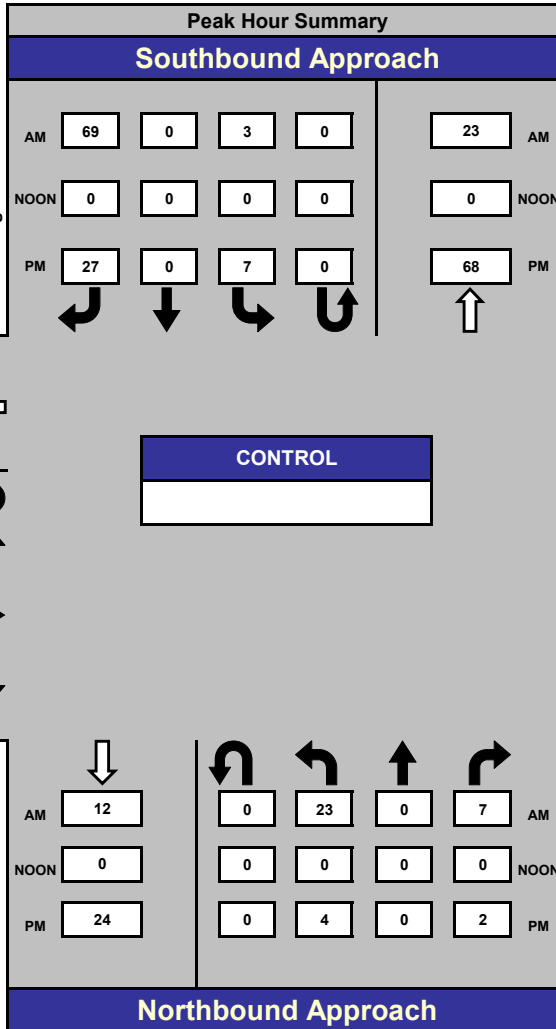 Peak Hour Summary
Southbound Approach
AM 69 0 3 0 23 AM
NOON 0 0 0 0 0 NOON
PM 27 0 7 0 68 PM
CONTROL
AM 12 0 23 0 7 AM
NOON 0 0 0 0 0 NOON
PM 24 0 4 0 2 PM
Northbound Approach